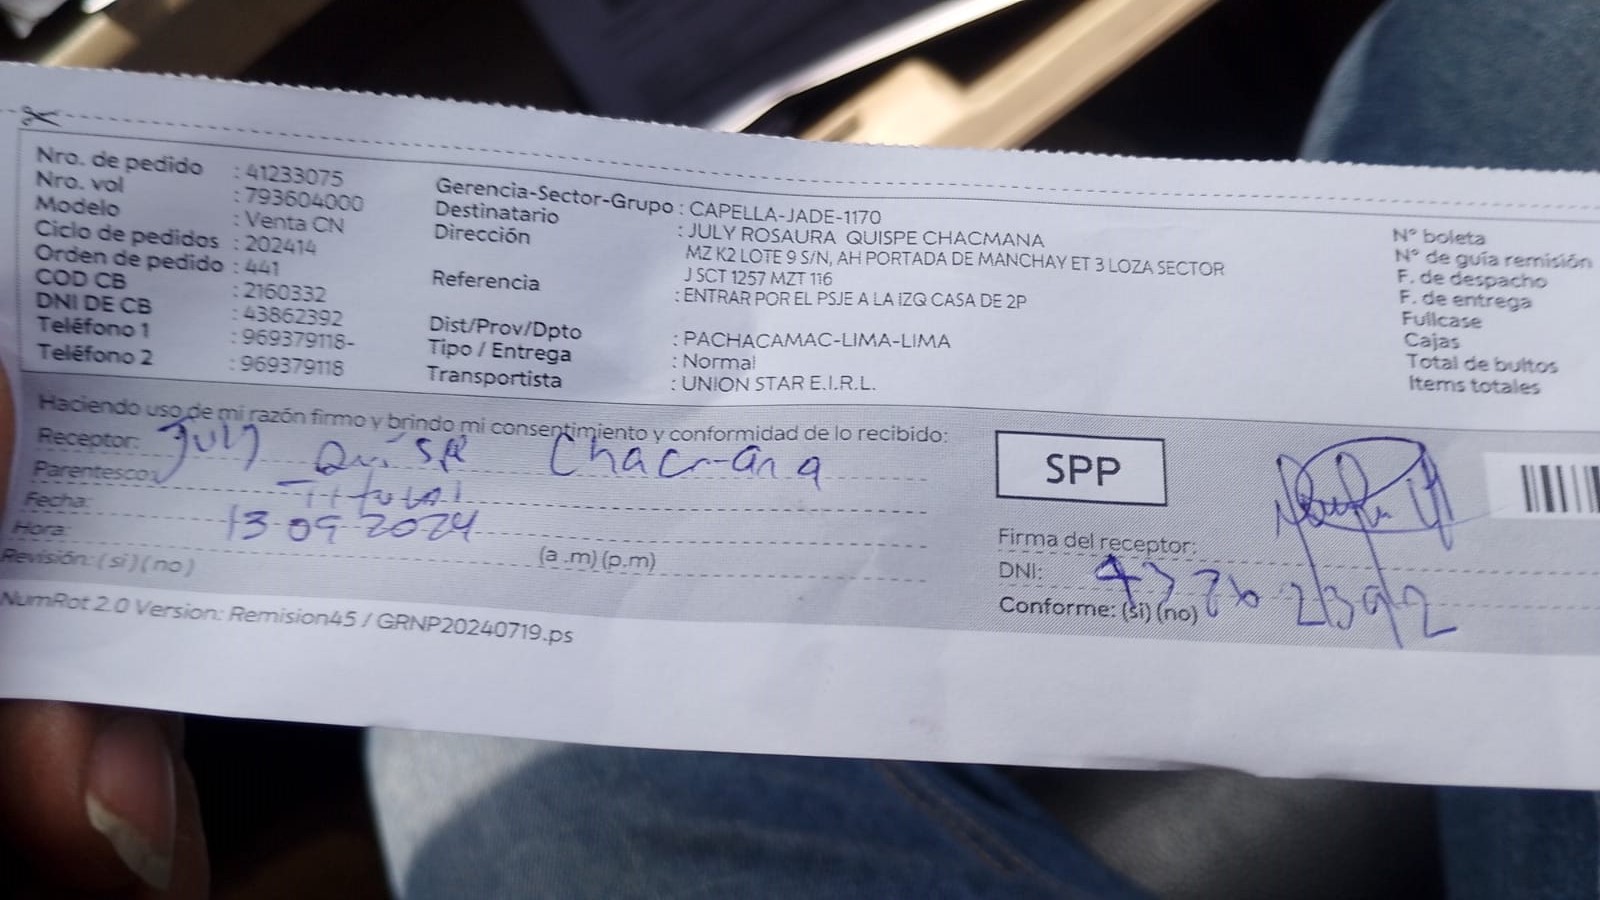 Nro. de pedido : 41233075
Nro. vol : 793604000
Modelo : Venta CN
Ciclo de pedidos : 202414
Orden de pedido : 441
COD CB : 2160332
DNI DE CB : 43862392
Teléfono 1 : 969379118-
Teléfono 2 : 969379118
Gerencia-Sector-Grupo : CAPELLA-JADE-1170
Destinatario : JULY ROSAURA QUISPE CHACMANA
Dirección MZ K2 LOTE 9 S/N, AH PORTADA DE MANCHAY ET 3 LOZA SECTOR
J SCT 1257 MZT 116
Referencia : ENTRAR POR EL PSJE A LA IZQ CASA DE 2P
Dist/Prov/Dpto : PACHACAMAC-LIMA-LIMA
Tipo / Entrega : Normal
Transportista : UNION STAR E.I.R.L.
N° boleta
N° de guía remisión
F. de despacho
F. de entrega
Fullcase
Cajas
Total de bultos
Items totales
Haciendo uso de mi razón firmo y brindo mi consentimiento y conformidad de lo recibido:
Receptor: July Quispe Chacmana
Parentesco: Titular
Fecha: 13-09-2024
Hora: (a.m) (p.m)
Revisión: ( si ) ( no )
SPP
Firma del receptor:
DNI:
Conforme: (si) (no)
NumRot 2.0 Version: Remision45 / GRNP20240719.ps